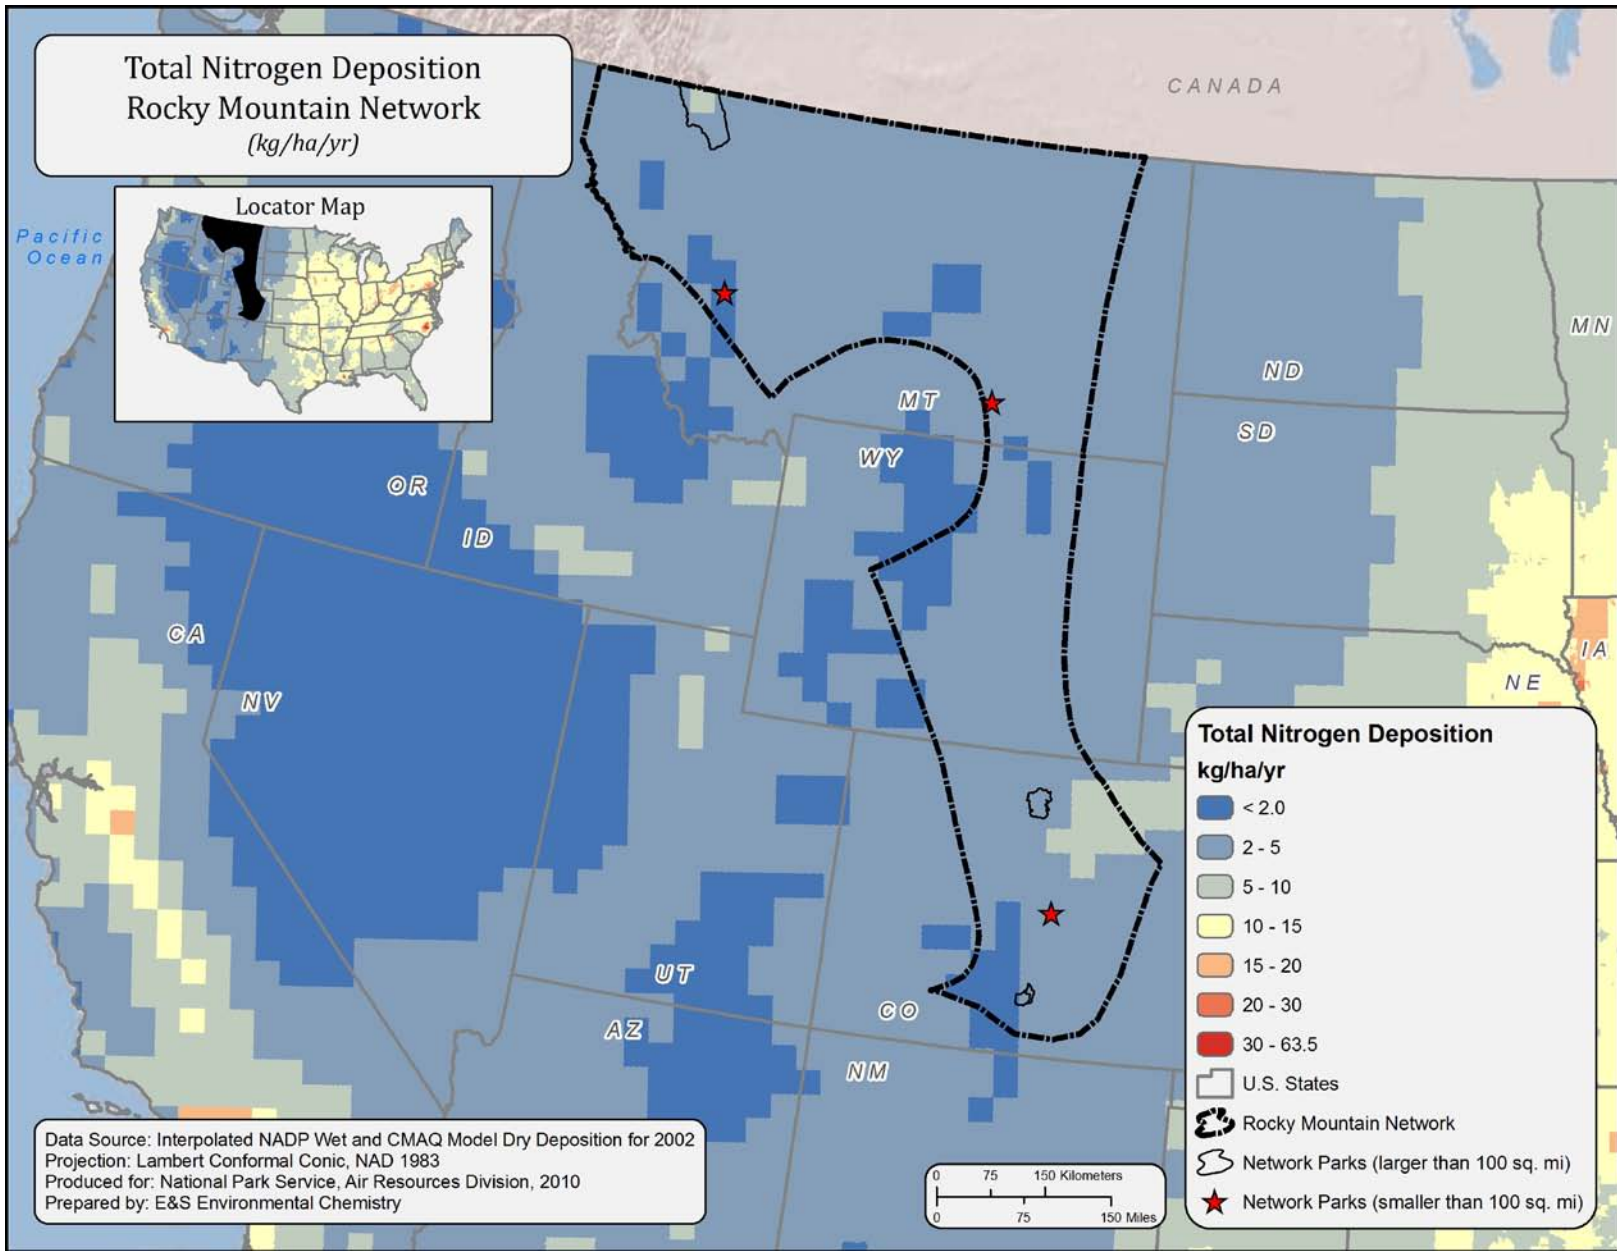 Total Nitrogen Deposition
Rocky Mountain Network
(kg/ha/yr)
CANADA
Locator Map
Pacific
Ocean
MN
ND
MT
SD
WY
OR
ID
CA
IA
NE
NV
UT
CO
AZ
NM
Total Nitrogen Deposition
kg/ha/yr
< 2.0
2 - 5
5 - 10
10 - 15
15 - 20
20 - 30
30 - 63.5
U.S. States
Rocky Mountain Network
Network Parks (larger than 100 sq. mi)
Network Parks (smaller than 100 sq. mi)
Data Source: Interpolated NADP Wet and CMAQ Model Dry Deposition for 2002
Projection: Lambert Conformal Conic, NAD 1983
Produced for: National Park Service, Air Resources Division, 2010
Prepared by: E&S Environmental Chemistry
0 75 150 Kilometers
0 75 150 Miles